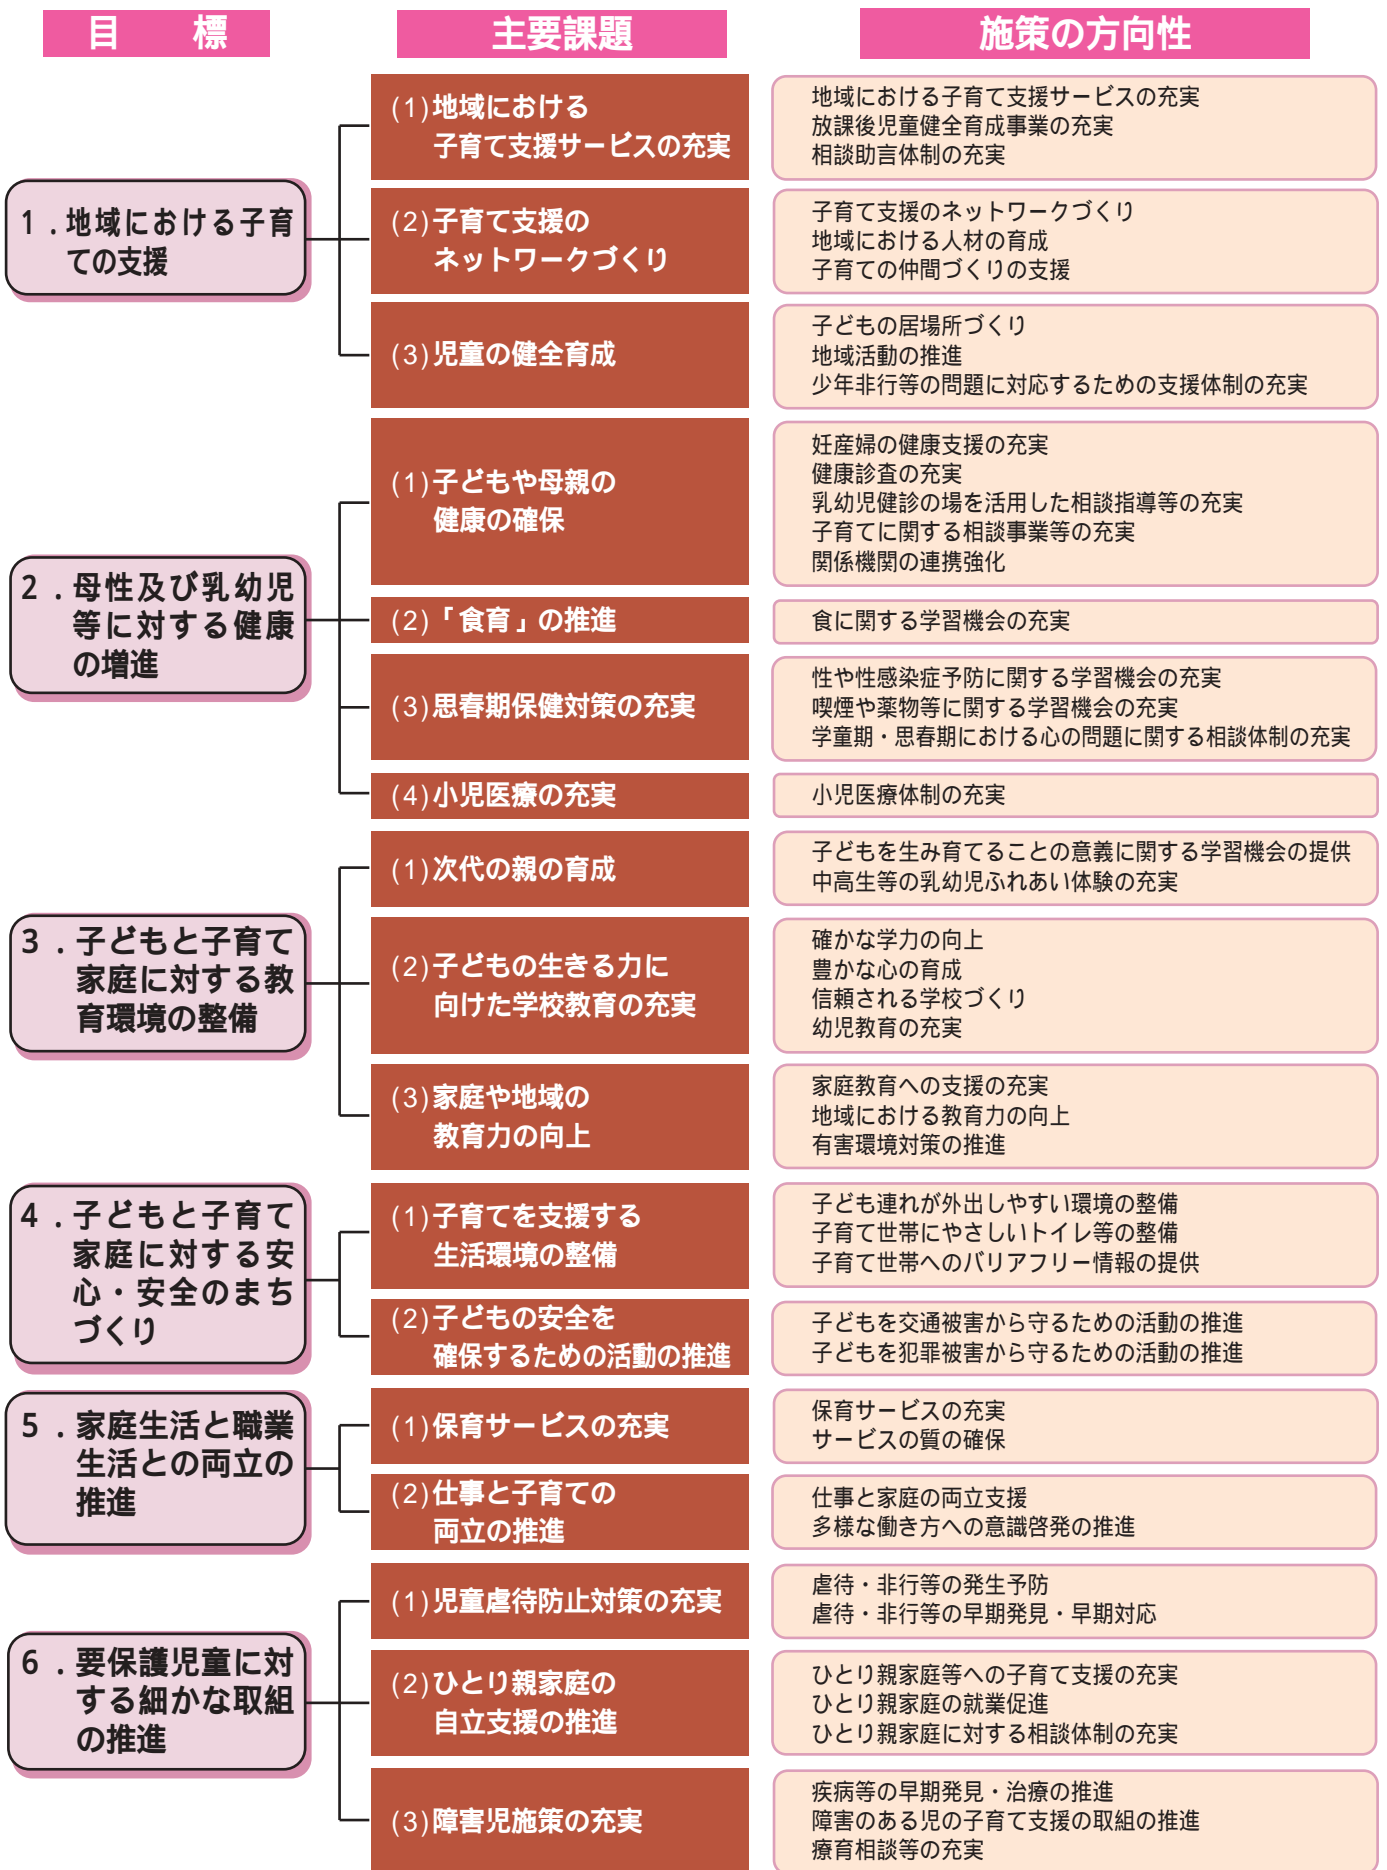 目　標
主要課題
施策の方向性
1．地域における子育
ての支援
(1)地域における
子育て支援サービスの充実
地域における子育て支援サービスの充実
放課後児童健全育成事業の充実
相談助言体制の充実
(2)子育て支援の
ネットワークづくり
子育て支援のネットワークづくり
地域における人材の育成
子育ての仲間づくりの支援
(3)児童の健全育成
子どもの居場所づくり
地域活動の推進
少年非行等の問題に対応するための支援体制の充実
2．母性及び乳幼児
等に対する健康
の増進
(1)子どもや母親の
健康の確保
妊産婦の健康支援の充実
健康診査の充実
乳幼児健診の場を活用した相談指導等の充実
子育てに関する相談事業等の充実
関係機関の連携強化
(2)「食育」の推進
食に関する学習機会の充実
(3)思春期保健対策の充実
性や性感染症予防に関する学習機会の充実
喫煙や薬物等に関する学習機会の充実
学童期・思春期における心の問題に関する相談体制の充実
(4)小児医療の充実
小児医療体制の充実
3．子どもと子育て
家庭に対する教
育環境の整備
(1)次代の親の育成
子どもを生み育てることの意義に関する学習機会の提供
中高生等の乳幼児ふれあい体験の充実
(2)子どもの生きる力に
向けた学校教育の充実
確かな学力の向上
豊かな心の育成
信頼される学校づくり
幼児教育の充実
(3)家庭や地域の
教育力の向上
家庭教育への支援の充実
地域における教育力の向上
有害環境対策の推進
4．子どもと子育て
家庭に対する安
心・安全のまち
づくり
(1)子育てを支援する
生活環境の整備
子ども連れが外出しやすい環境の整備
子育て世帯にやさしいトイレ等の整備
子育て世帯へのバリアフリー情報の提供
(2)子どもの安全を
確保するための活動の推進
子どもを交通被害から守るための活動の推進
子どもを犯罪被害から守るための活動の推進
5．家庭生活と職業
生活との両立の
推進
(1)保育サービスの充実
保育サービスの充実
サービスの質の確保
(2)仕事と子育ての
両立の推進
仕事と家庭の両立支援
多様な働き方への意識啓発の推進
6．要保護児童に対
する細かな取組
の推進
(1)児童虐待防止対策の充実
虐待・非行等の発生予防
虐待・非行等の早期発見・早期対応
(2)ひとり親家庭の
自立支援の推進
ひとり親家庭等への子育て支援の充実
ひとり親家庭の就業促進
ひとり親家庭に対する相談体制の充実
(3)障害児施策の充実
疾病等の早期発見・治療の推進
障害のある児の子育て支援の取組の推進
療育相談等の充実